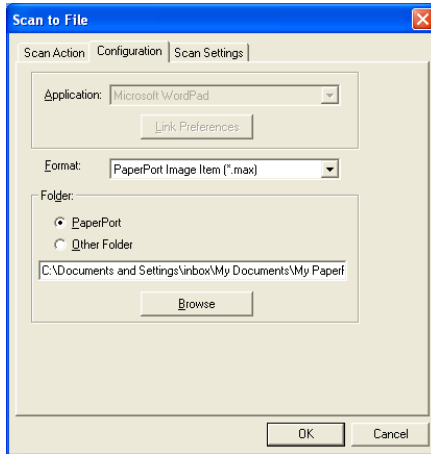 Scan to File
Scan Action Configuration Scan Settings
Application: Microsoft WordPad
Link Preferences
Format: PaperPort Image Item (*.max)
Folder:
PaperPort
Other Folder
C:\Documents and Settings\inbox\My Documents\My PaperF
Browse
OK Cancel